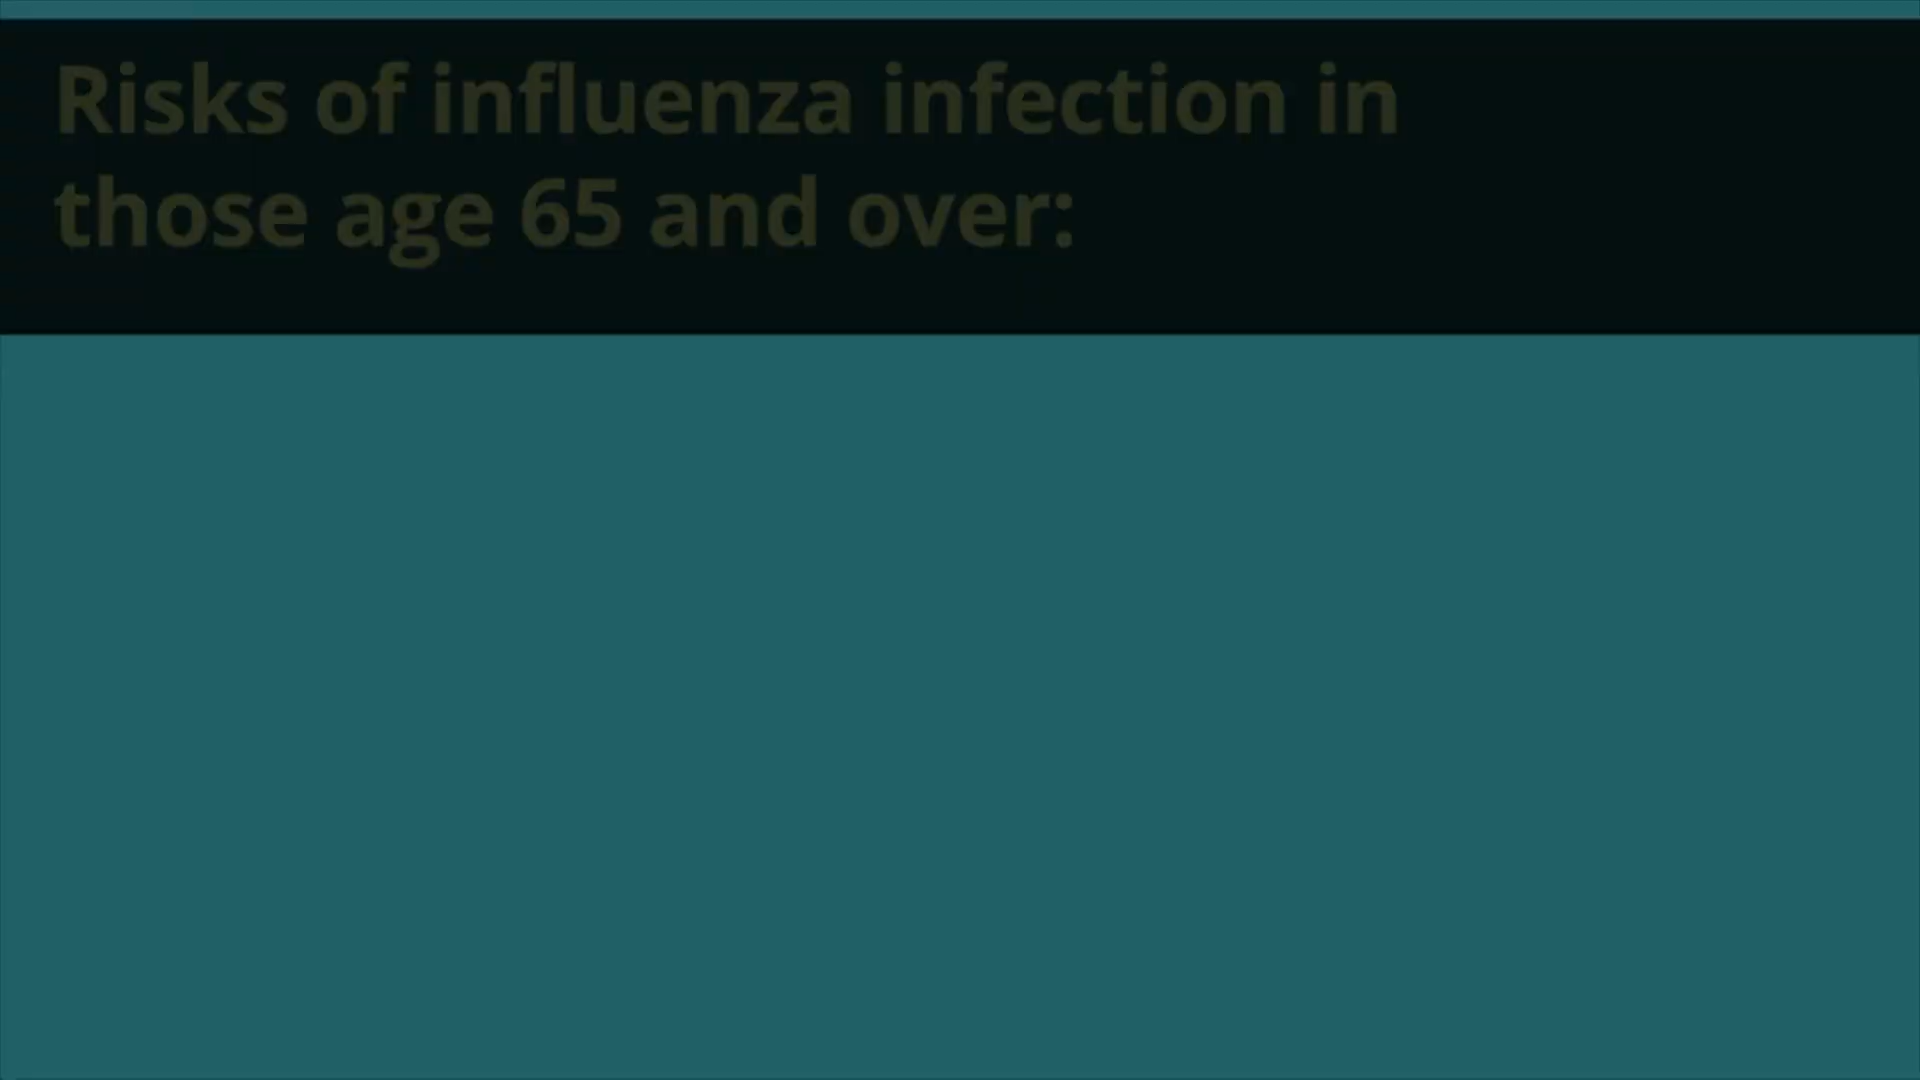 Risks of influenza infection in
those age 65 and over: